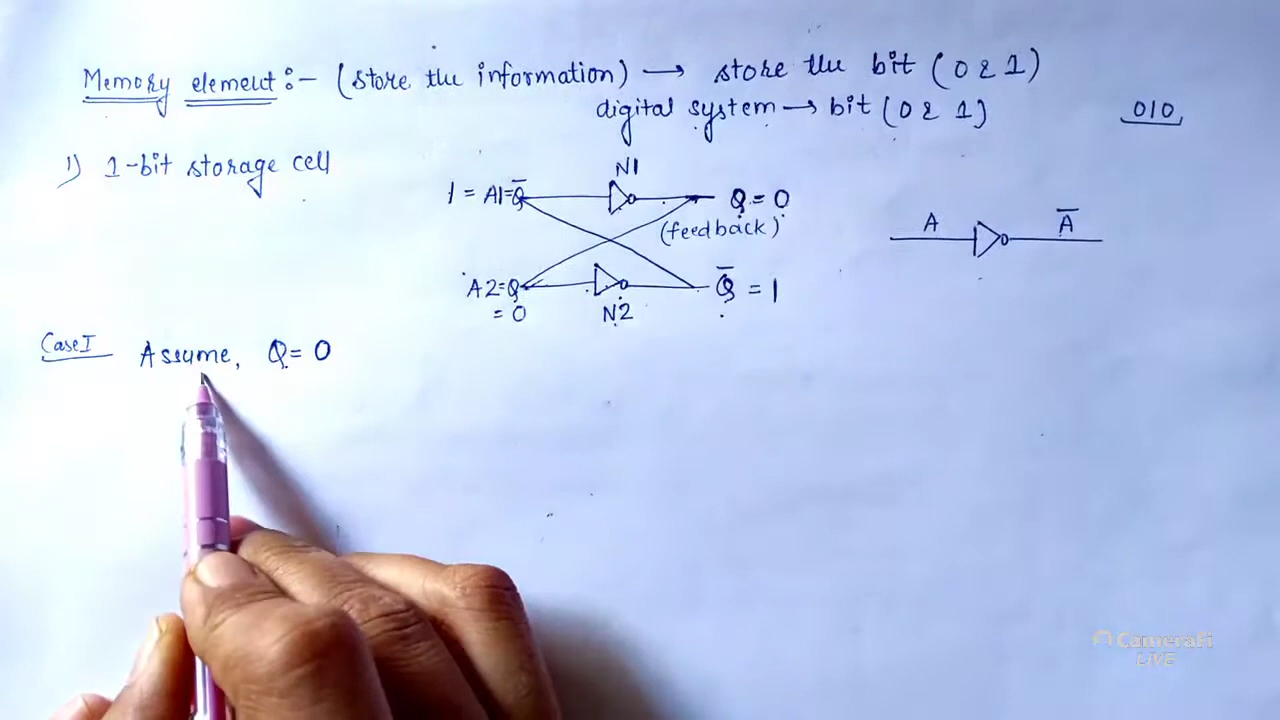 Memory element :- (store the information) → store the bit (0 & 1)
digital system → bit (0 & 1)
010
1) 1-bit storage cell
N1
1 = A1=Q̅
Q = 0
(feedback)
A A̅
A2=Q
= 0
N2
Q̅ = 1
Case I Assume, Q = 0
CameraFi
LIVE